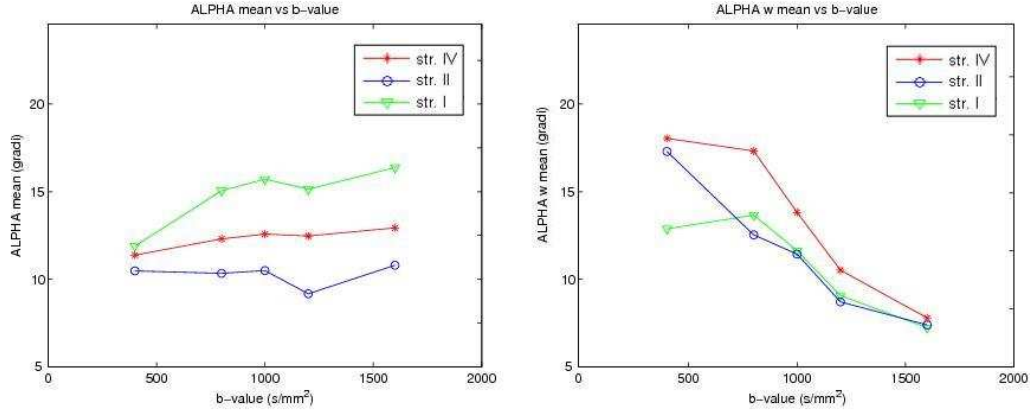 ALPHA mean vs b-value
str. IV
str. II
str. I
ALPHA mean (gradi)
20
15
10
5
0 500 1000 1500 2000
b-value (s/mm²)
ALPHA w mean vs b-value
str. IV
str. II
str. I
ALPHA w mean (gradi)
20
15
10
5
0 500 1000 1500 2000
b-value (s/mm²)